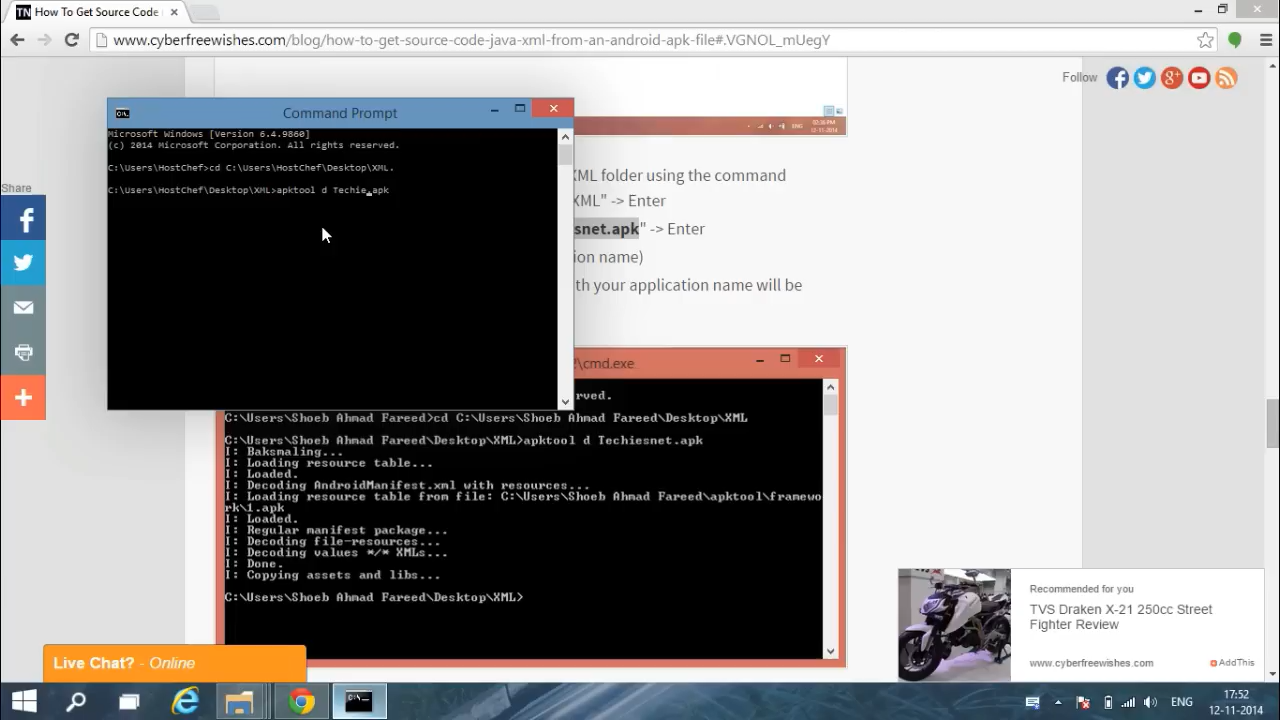 TN How To Get Source Code
www.cyberfreewishes.com/blog/how-to-get-source-code-java-xml-from-an-android-apk-file#.VGNOL_mUegY
Follow
Command Prompt
Microsoft Windows [Version 6.4.9860]
(c) 2014 Microsoft Corporation. All rights reserved.
C:\Users\HostChef>cd C:\Users\HostChef\Desktop\XML.
C:\Users\HostChef\Desktop\XML>apktool d Techie.apk
ENG
12-11-2014
XML folder using the command
XML" -> Enter
snet.apk" -> Enter
ion name)
th your application name will be
Share
\cmd.exe
rved.
C:\Users\Shoeb Ahmad Fareed>cd C:\Users\Shoeb Ahmad Fareed\Desktop\XML
C:\Users\Shoeb Ahmad Fareed\Desktop\XML>apktool d Techiesnet.apk
I: Baksmaling...
I: Loading resource table...
I: Loaded.
I: Decoding AndroidManifest.xml with resources...
I: Loading resource table from file: C:\Users\Shoeb Ahmad Fareed\apktool\framewo
rk\1.apk
I: Loaded.
I: Regular manifest package...
I: Decoding file-resources...
I: Decoding values */* XMLs...
I: Done.
I: Copying assets and libs...
C:\Users\Shoeb Ahmad Fareed\Desktop\XML>
Recommended for you
TVS Draken X-21 250cc Street
Fighter Review
www.cyberfreewishes.com
AddThis
Live Chat? - Online
ENG
17:52
12-11-2014